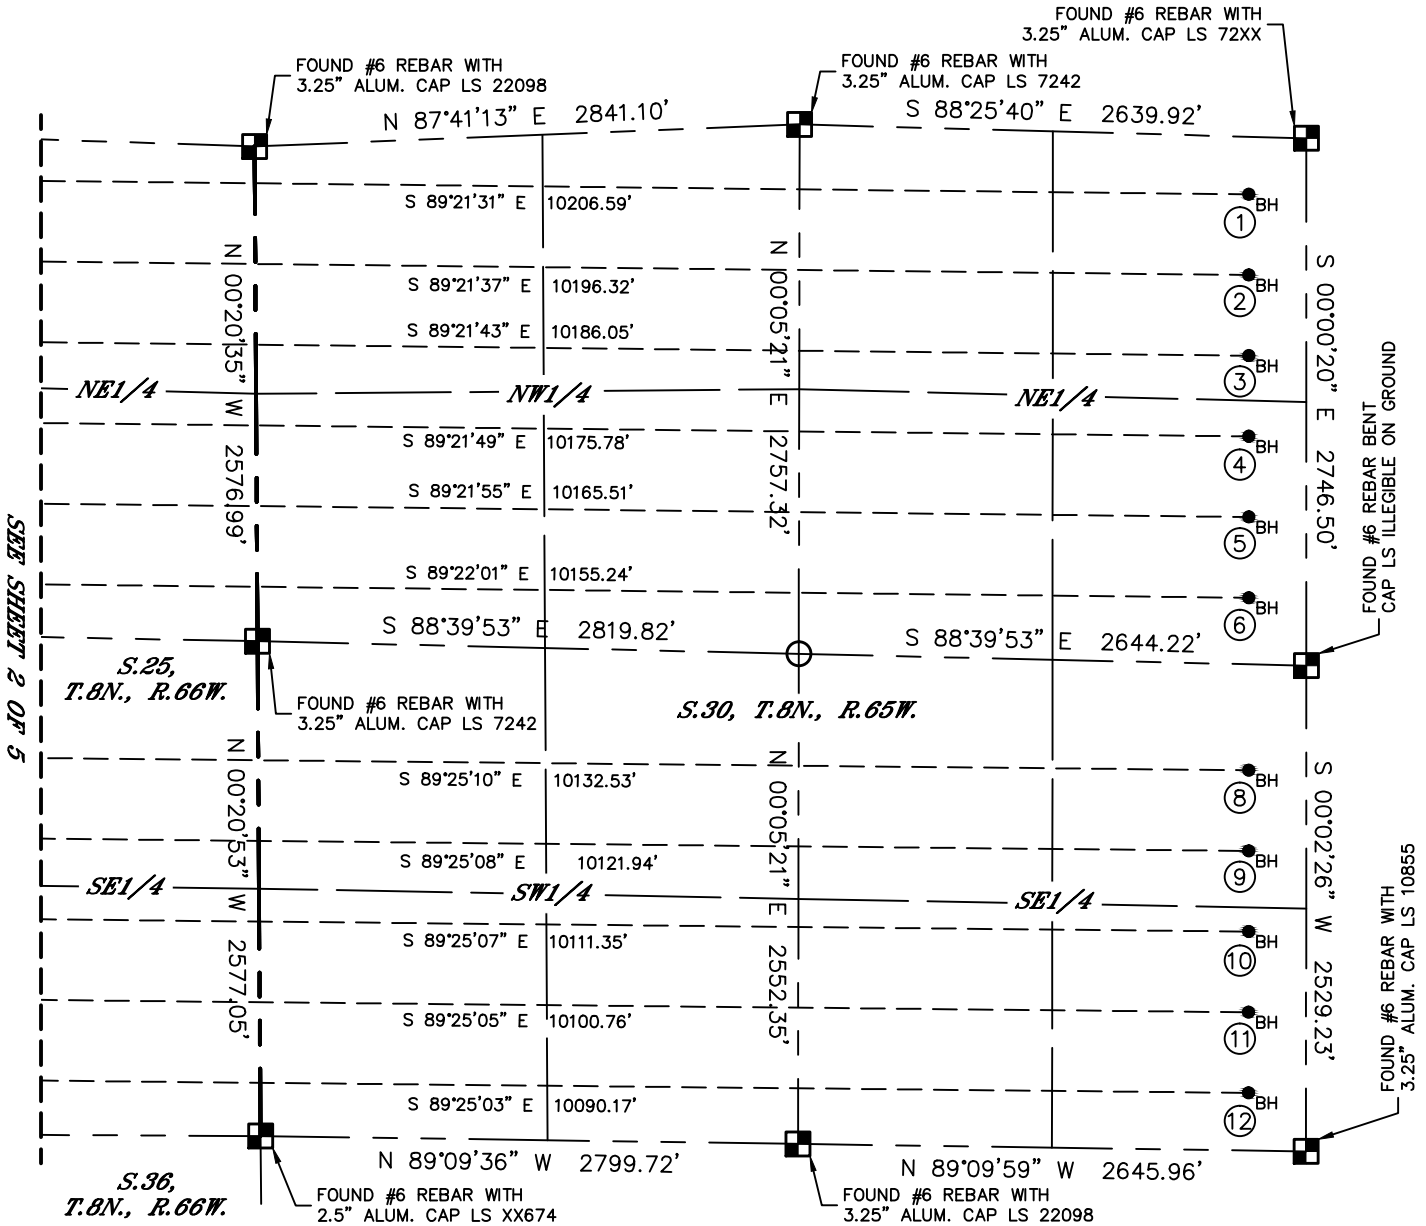 FOUND #6 REBAR WITH
3.25" ALUM. CAP LS 72XX
FOUND #6 REBAR WITH
3.25" ALUM. CAP LS 22098
FOUND #6 REBAR WITH
3.25" ALUM. CAP LS 7242
N 87°41'13" E 2841.10'
S 88°25'40" E 2639.92'
S 89°21'31" E 10206.59'
BH
1
S 89°21'37" E 10196.32'
BH
2
S 89°21'43" E 10186.05'
BH
3
N 00°20'35" W 2576.99'
N 00°05'21" E 2757.32'
S 00°00'20" E 2746.50'
FOUND #6 REBAR BENT
CAP LS ILLEGIBLE ON GROUND
NE1/4
NW1/4
NE1/4
S 89°21'49" E 10175.78'
BH
4
S 89°21'55" E 10165.51'
BH
5
S 89°22'01" E 10155.24'
BH
6
SEE SHEET 2 OF 5
S 88°39'53" E 2819.82'
S 88°39'53" E 2644.22'
S.25,
T.8N., R.66W.
FOUND #6 REBAR WITH
3.25" ALUM. CAP LS 7242
S.30, T.8N., R.65W.
S 89°25'10" E 10132.53'
BH
8
N 00°20'53" W 2577.05'
N 00°05'21" E 2552.35'
S 00°02'26" W 2529.23'
S 89°25'08" E 10121.94'
BH
9
SE1/4
SW1/4
SE1/4
FOUND #6 REBAR WITH
3.25" ALUM. CAP LS 10855
S 89°25'07" E 10111.35'
BH
10
S 89°25'05" E 10100.76'
BH
11
S 89°25'03" E 10090.17'
BH
12
N 89°09'36" W 2799.72'
N 89°09'59" W 2645.96'
S.36,
T.8N., R.66W.
FOUND #6 REBAR WITH
2.5" ALUM. CAP LS XX674
FOUND #6 REBAR WITH
3.25" ALUM. CAP LS 22098